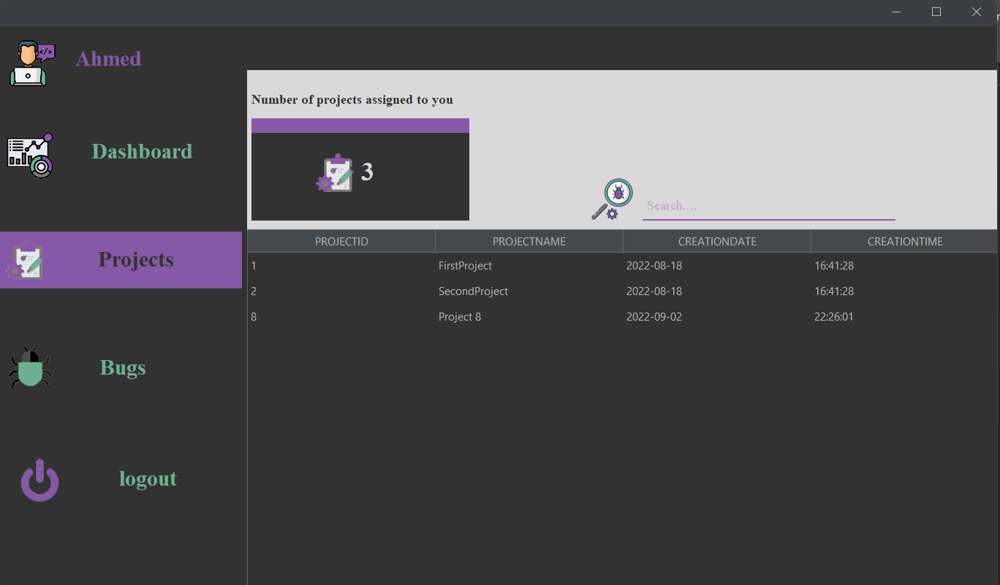 Ahmed
Dashboard
Projects
Bugs
logout
Number of projects assigned to you
3
Search....
PROJECTID PROJECTNAME CREATIONDATE CREATIONTIME
1 FirstProject 2022-08-18 16:41:28
2 SecondProject 2022-08-18 16:41:28
8 Project 8 2022-09-02 22:26:01